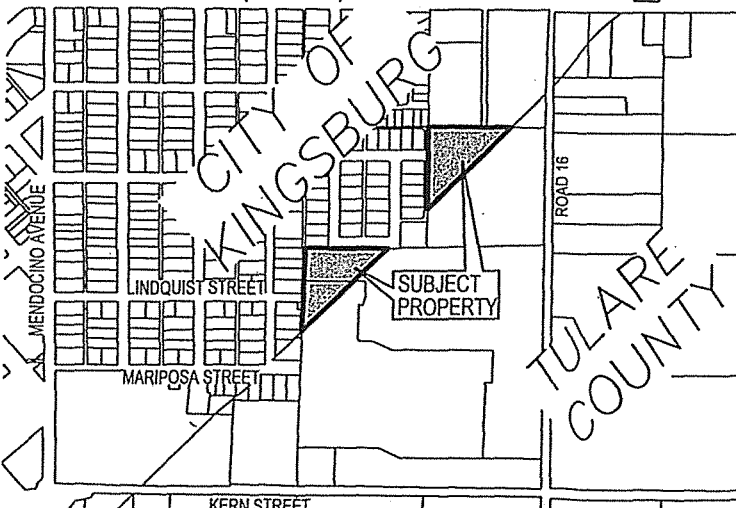 CITY OF
KINGSBURG
MENDOCINO AVENUE
ROAD 16
LINDQUIST STREET
SUBJECT
PROPERTY
TULARE
COUNTY
MARIPOSA STREET
KERN STREET